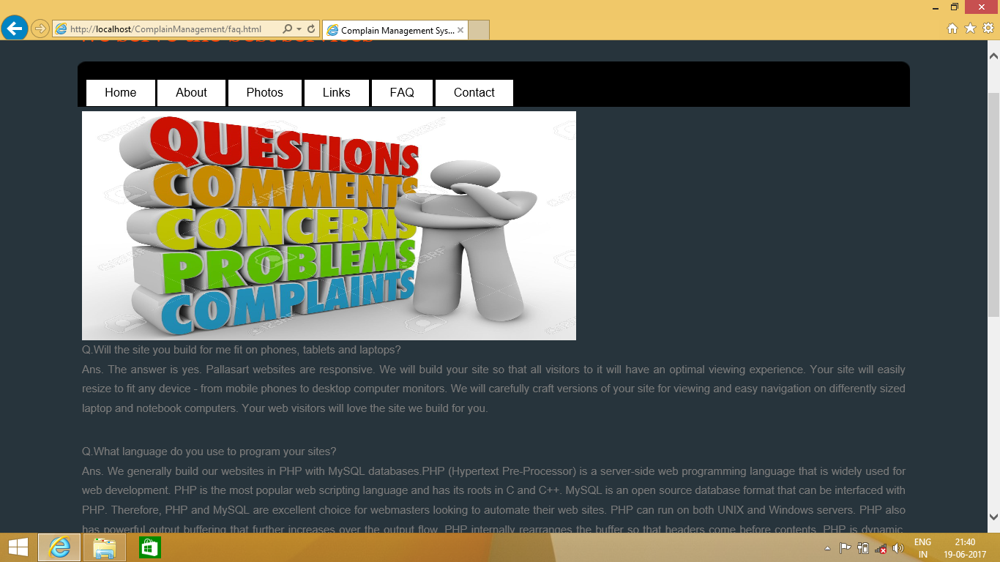 http://localhost/ComplainManagement/faq.html
Complain Management Sys...
we serve the best services
Home
About
Photos
Links
FAQ
Contact
QUESTIONS
COMMENTS
CONCERNS
PROBLEMS
COMPLAINTS
123RF
Q.Will the site you build for me fit on phones, tablets and laptops?
Ans. The answer is yes. Pallasart websites are responsive. We will build your site so that all visitors to it will have an optimal viewing experience. Your site will easily
resize to fit any device - from mobile phones to desktop computer monitors. We will carefully craft versions of your site for viewing and easy navigation on differently sized
laptop and notebook computers. Your web visitors will love the site we build for you.
Q.What language do you use to program your sites?
Ans. We generally build our websites in PHP with MySQL databases.PHP (Hypertext Pre-Processor) is a server-side web programming language that is widely used for
web development. PHP is the most popular web scripting language and has its roots in C and C++. MySQL is an open source database format that can be interfaced with
PHP. Therefore, PHP and MySQL are excellent choice for webmasters looking to automate their web sites. PHP can run on both UNIX and Windows servers. PHP also
has powerful output buffering that further increases over the output flow. PHP internally rearranges the buffer so that headers come before contents. PHP is dynamic.
ENG
IN
21:40
19-06-2017